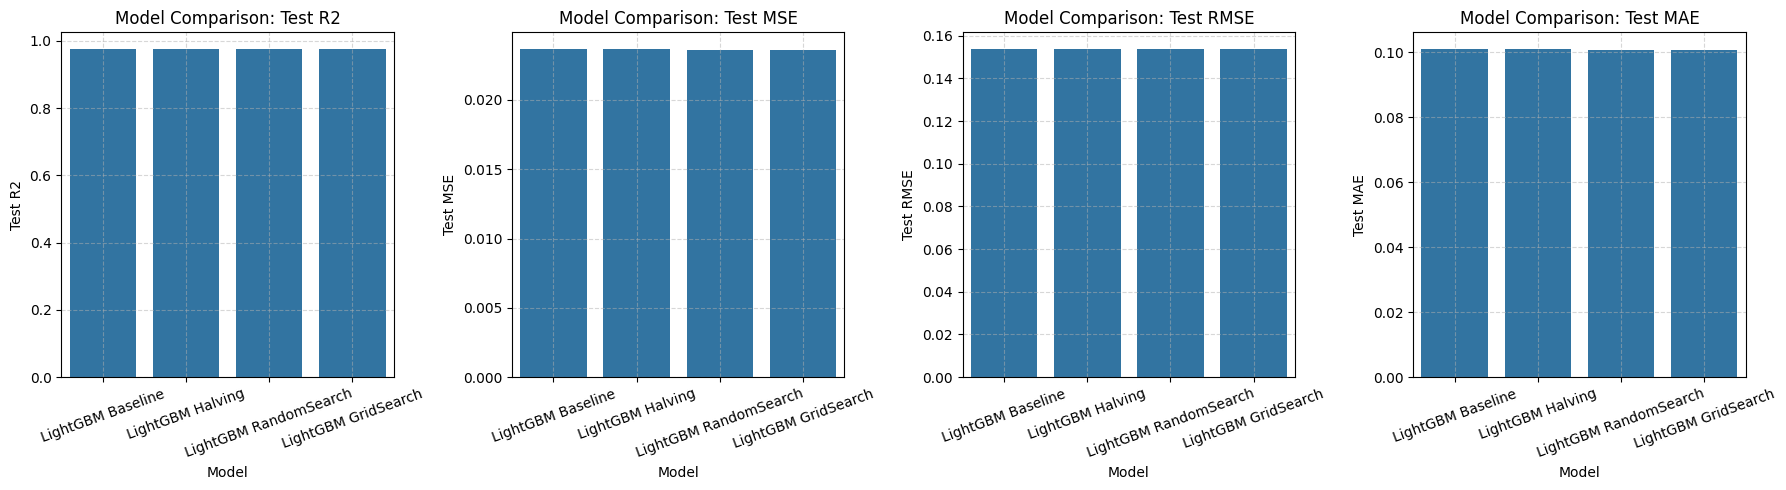 Model Comparison: Test R2
Test R2
1.0
0.8
0.6
0.4
0.2
0.0
LightGBM Baseline
LightGBM Halving
LightGBM RandomSearch
LightGBM GridSearch
Model
Model Comparison: Test MSE
Test MSE
0.020
0.015
0.010
0.005
0.000
LightGBM Baseline
LightGBM Halving
LightGBM RandomSearch
LightGBM GridSearch
Model
Model Comparison: Test RMSE
Test RMSE
0.16
0.14
0.12
0.10
0.08
0.06
0.04
0.02
0.00
LightGBM Baseline
LightGBM Halving
LightGBM RandomSearch
LightGBM GridSearch
Model
Model Comparison: Test MAE
Test MAE
0.10
0.08
0.06
0.04
0.02
0.00
LightGBM Baseline
LightGBM Halving
LightGBM RandomSearch
LightGBM GridSearch
Model